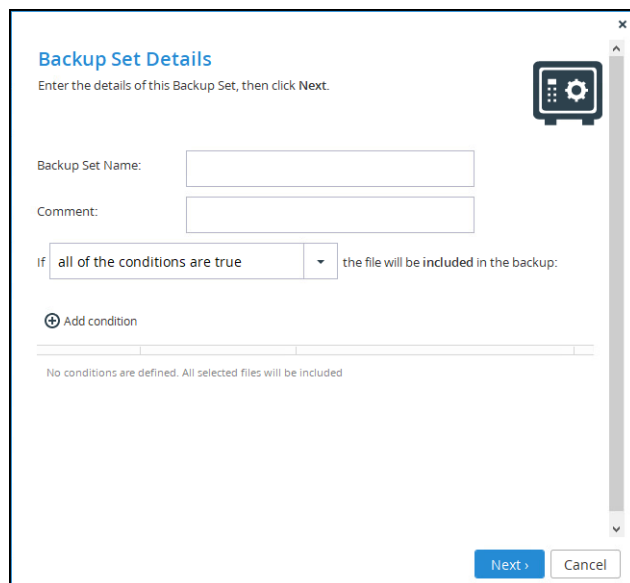 Backup Set Details
Enter the details of this Backup Set, then click Next.
Backup Set Name:
Comment:
If all of the conditions are true the file will be included in the backup:
Add condition
No conditions are defined. All selected files will be included
Next › Cancel